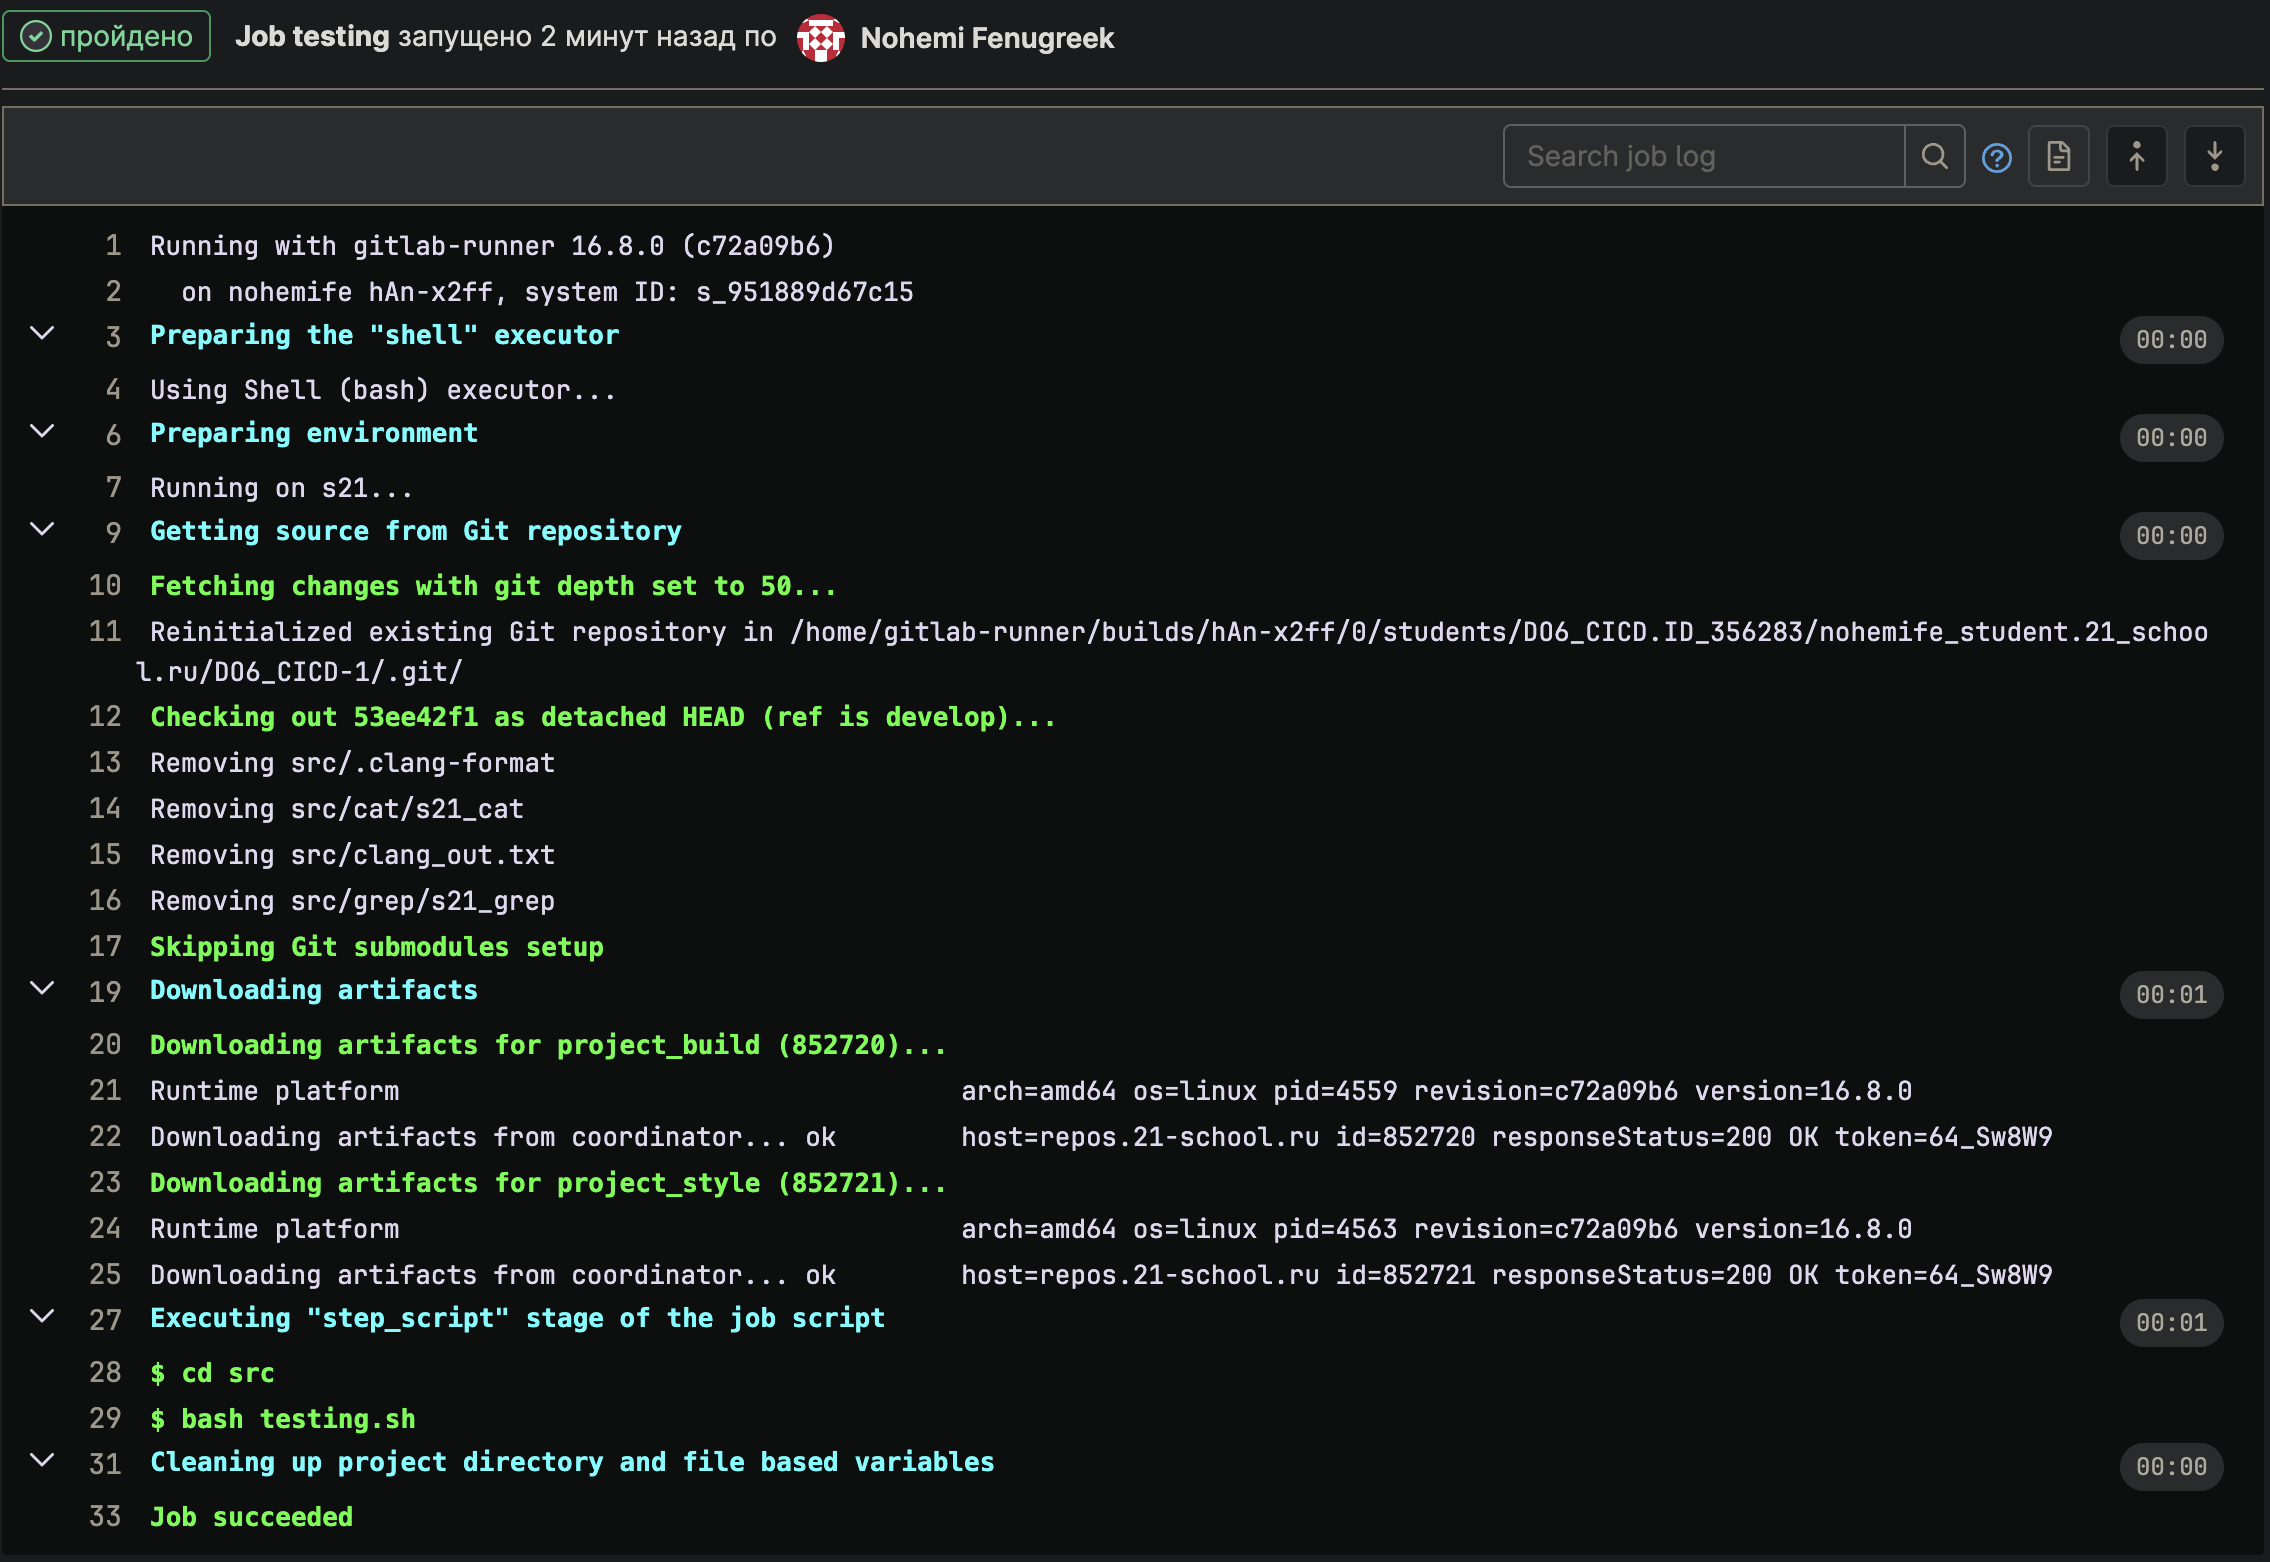 пройдено Job testing запущено 2 минут назад по Nohemi Fenugreek
Search job log
1 Running with gitlab-runner 16.8.0 (c72a09b6)
2 on nohemife hAn-x2ff, system ID: s_951889d67c15
3 Preparing the "shell" executor 00:00
4 Using Shell (bash) executor...
6 Preparing environment 00:00
7 Running on s21...
9 Getting source from Git repository 00:00
10 Fetching changes with git depth set to 50...
11 Reinitialized existing Git repository in /home/gitlab-runner/builds/hAn-x2ff/0/students/DO6_CICD.ID_356283/nohemife_student.21_schoo
l.ru/DO6_CICD-1/.git/
12 Checking out 53ee42f1 as detached HEAD (ref is develop)...
13 Removing src/.clang-format
14 Removing src/cat/s21_cat
15 Removing src/clang_out.txt
16 Removing src/grep/s21_grep
17 Skipping Git submodules setup
19 Downloading artifacts 00:01
20 Downloading artifacts for project_build (852720)...
21 Runtime platform arch=amd64 os=linux pid=4559 revision=c72a09b6 version=16.8.0
22 Downloading artifacts from coordinator... ok host=repos.21-school.ru id=852720 responseStatus=200 OK token=64_Sw8W9
23 Downloading artifacts for project_style (852721)...
24 Runtime platform arch=amd64 os=linux pid=4563 revision=c72a09b6 version=16.8.0
25 Downloading artifacts from coordinator... ok host=repos.21-school.ru id=852721 responseStatus=200 OK token=64_Sw8W9
27 Executing "step_script" stage of the job script 00:01
28 $ cd src
29 $ bash testing.sh
31 Cleaning up project directory and file based variables 00:00
33 Job succeeded